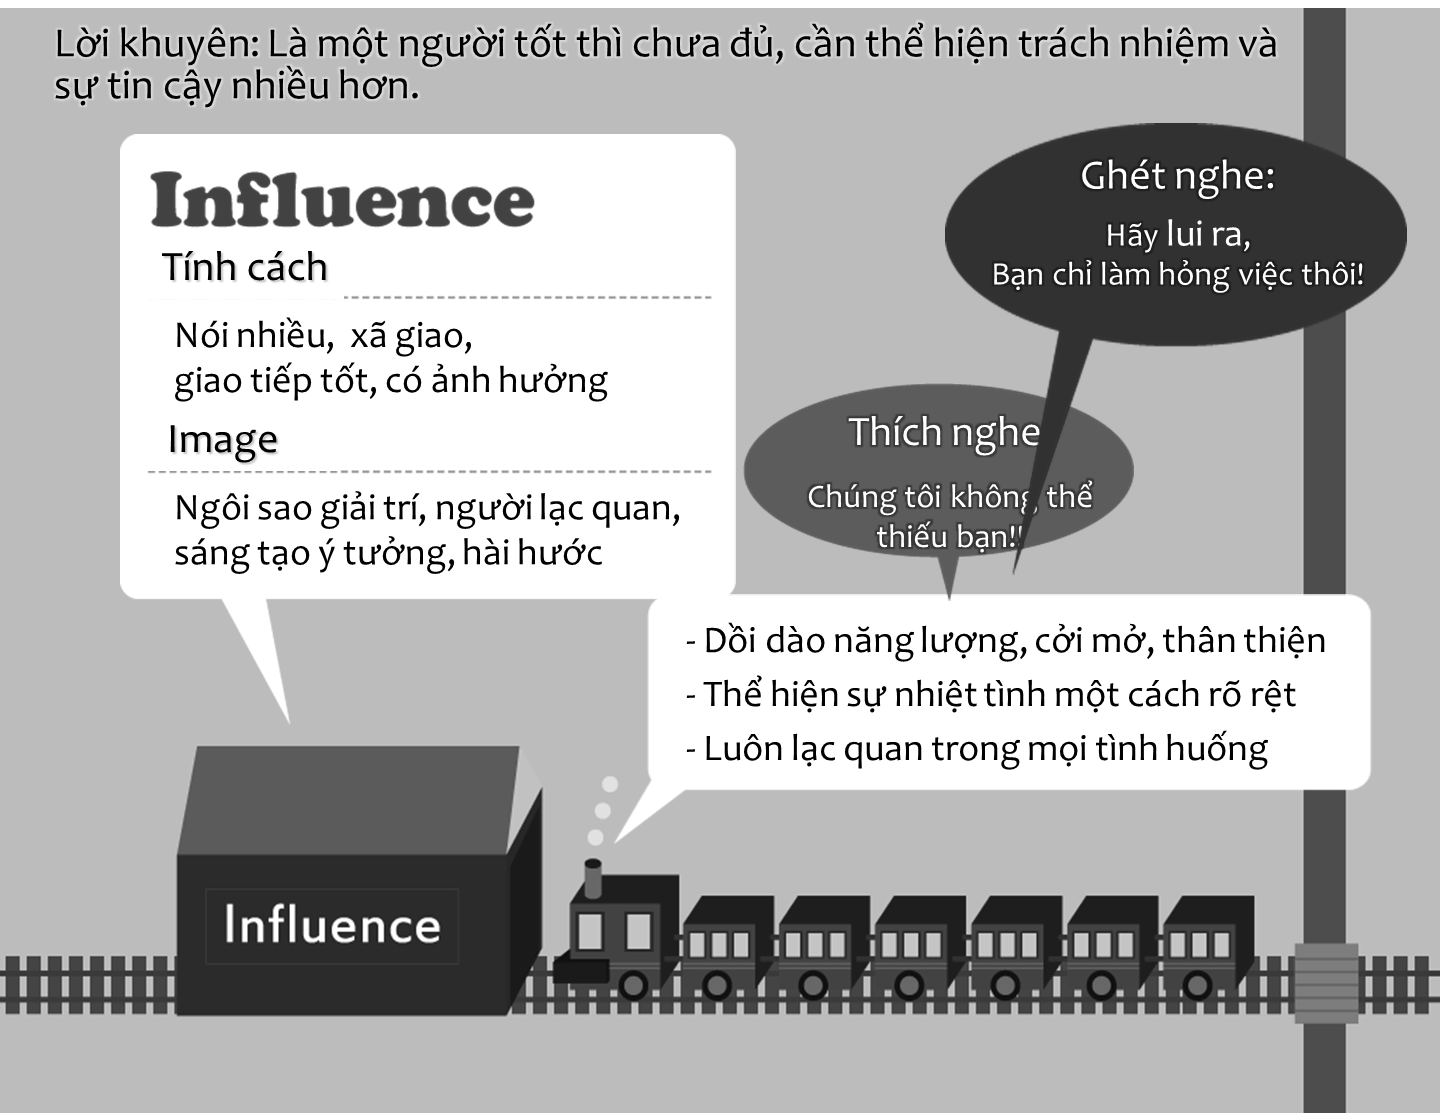 Lời khuyên: Là một người tốt thì chưa đủ, cần thể hiện trách nhiệm và
sự tin cậy nhiều hơn.
Influence
Tính cách
Nói nhiều, xã giao,
giao tiếp tốt, có ảnh hưởng
Image
Ngôi sao giải trí, người lạc quan,
sáng tạo ý tưởng, hài hước
Ghét nghe:
Hãy lui ra,
Bạn chỉ làm hỏng việc thôi!
Thích nghe
Chúng tôi không thể
thiếu bạn!!
- Dồi dào năng lượng, cởi mở, thân thiện
- Thể hiện sự nhiệt tình một cách rõ rệt
- Luôn lạc quan trong mọi tình huống
Influence